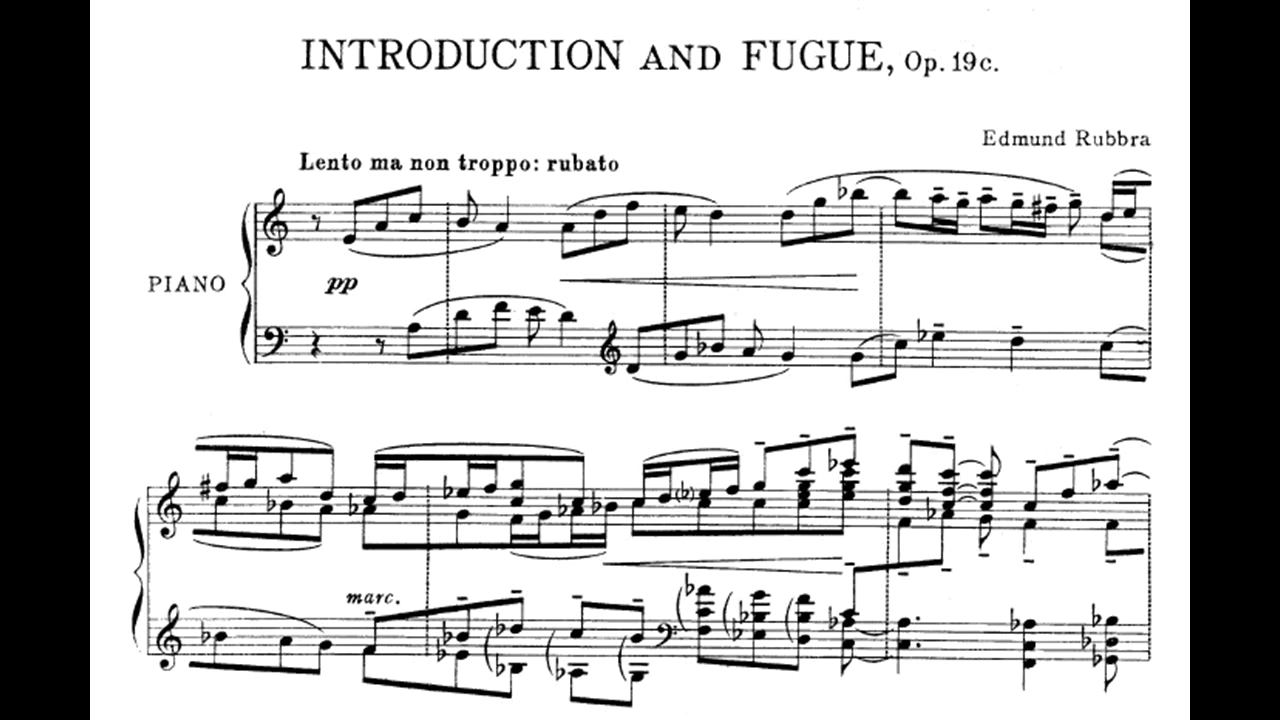 INTRODUCTION AND FUGUE, Op. 19c.
Edmund Rubbra
Lento ma non troppo: rubato
PIANO
pp
marc.